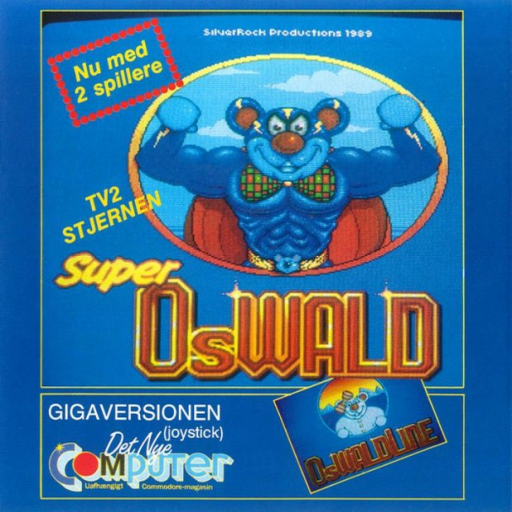 SilverRock Productions 1989
Nu med
2 spillere
TV2
STJERNEN
Super
OsWALD
GIGAVERSIONEN
(joystick)
Det Nye
COMPUTER
Uafhængigt Commodore-magasin
OsWALDLINE